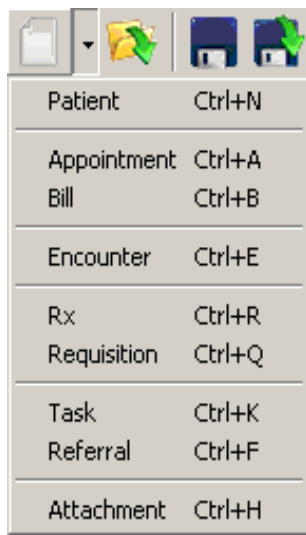 Patient Ctrl+N
Appointment Ctrl+A
Bill Ctrl+B
Encounter Ctrl+E
Rx Ctrl+R
Requisition Ctrl+Q
Task Ctrl+K
Referral Ctrl+F
Attachment Ctrl+H